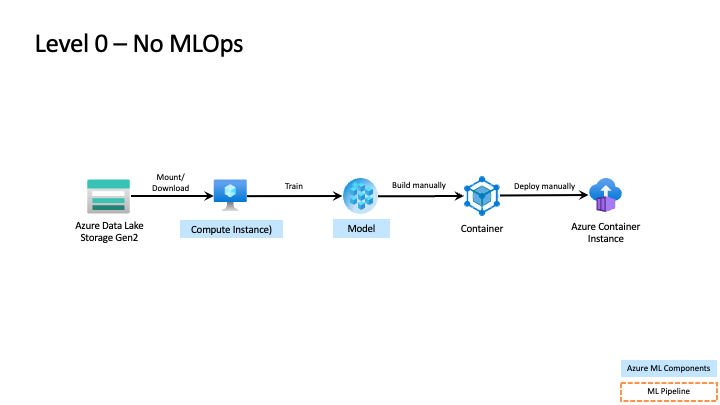 Level 0 – No MLOps
Mount/
Download
Train
Build manually
Deploy manually
Azure Data Lake
Storage Gen2
Compute Instance)
Model
Container
Azure Container
Instance
Azure ML Components
ML Pipeline